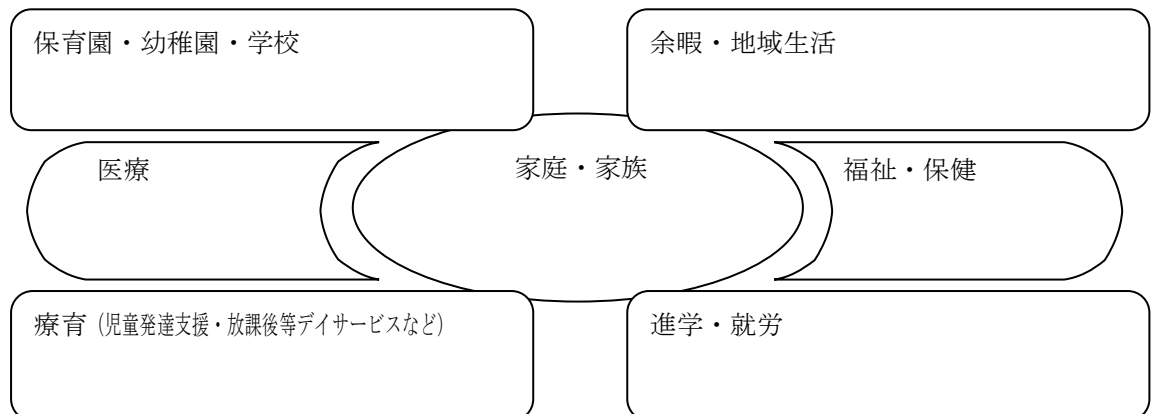 保育園・幼稚園・学校
余暇・地域生活
医療
家庭・家族
福祉・保健
療育（児童発達支援・放課後等デイサービスなど）
進学・就労